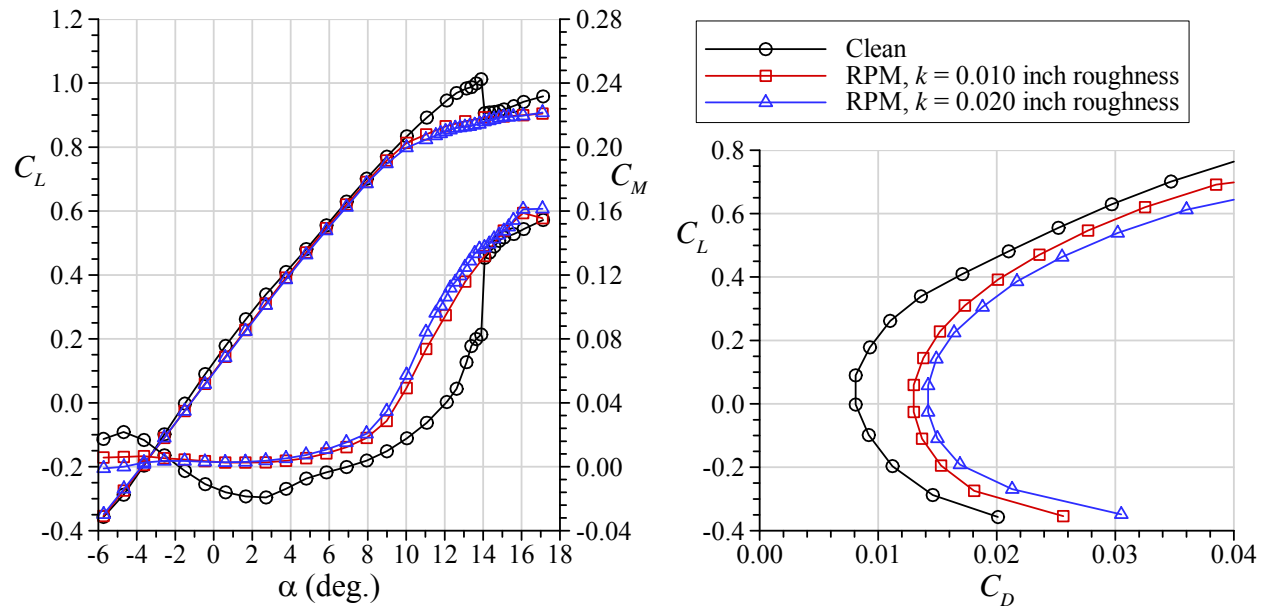 1.2
1.0
0.8
0.6
0.4
0.2
0.0
-0.2
-0.4
C_L
-6 -4 -2 0 2 4 6 8 10 12 14 16 18
α (deg.)
0.28
0.24
0.20
0.16
0.12
0.08
0.04
0.00
-0.04
C_M
Clean
RPM, k = 0.010 inch roughness
RPM, k = 0.020 inch roughness
0.8
0.6
0.4
0.2
0.0
-0.2
-0.4
C_L
0.00 0.01 0.02 0.03 0.04
C_D